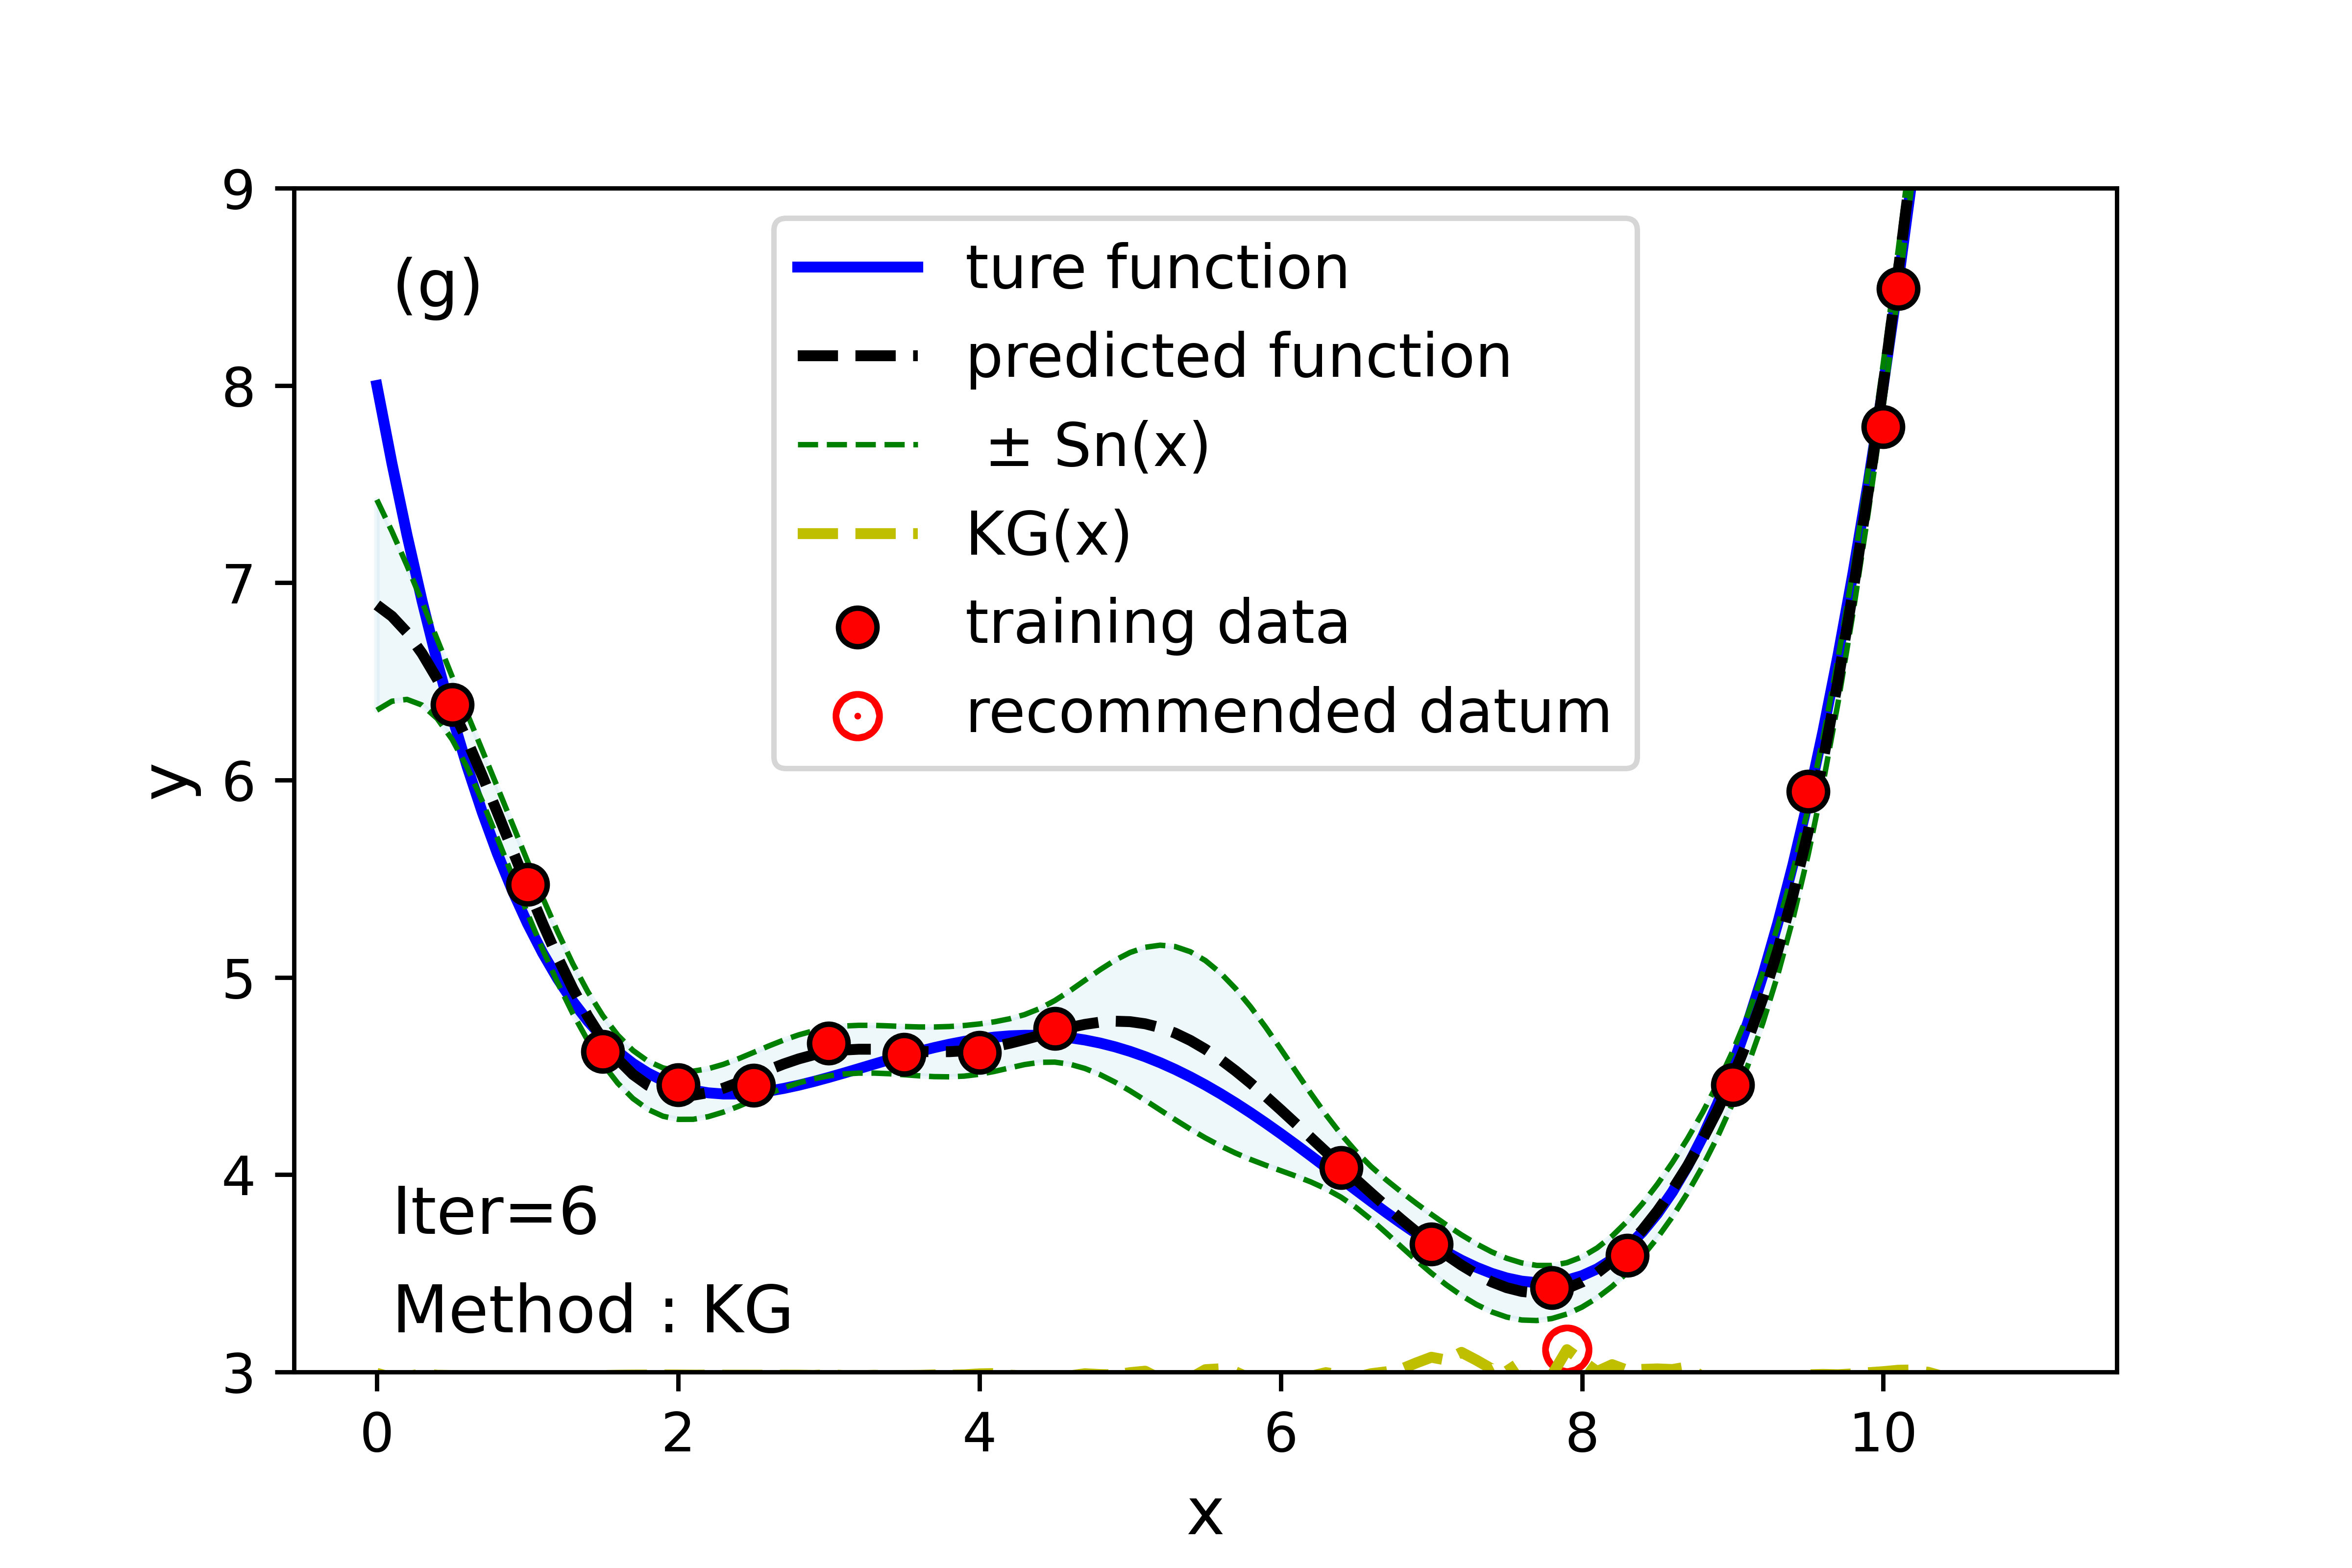 (g)
ture function
predicted function
± Sn(x)
KG(x)
training data
recommended datum
9
8
7
6
5
4
3
y
Iter=6
Method : KG
0 2 4 6 8 10
x